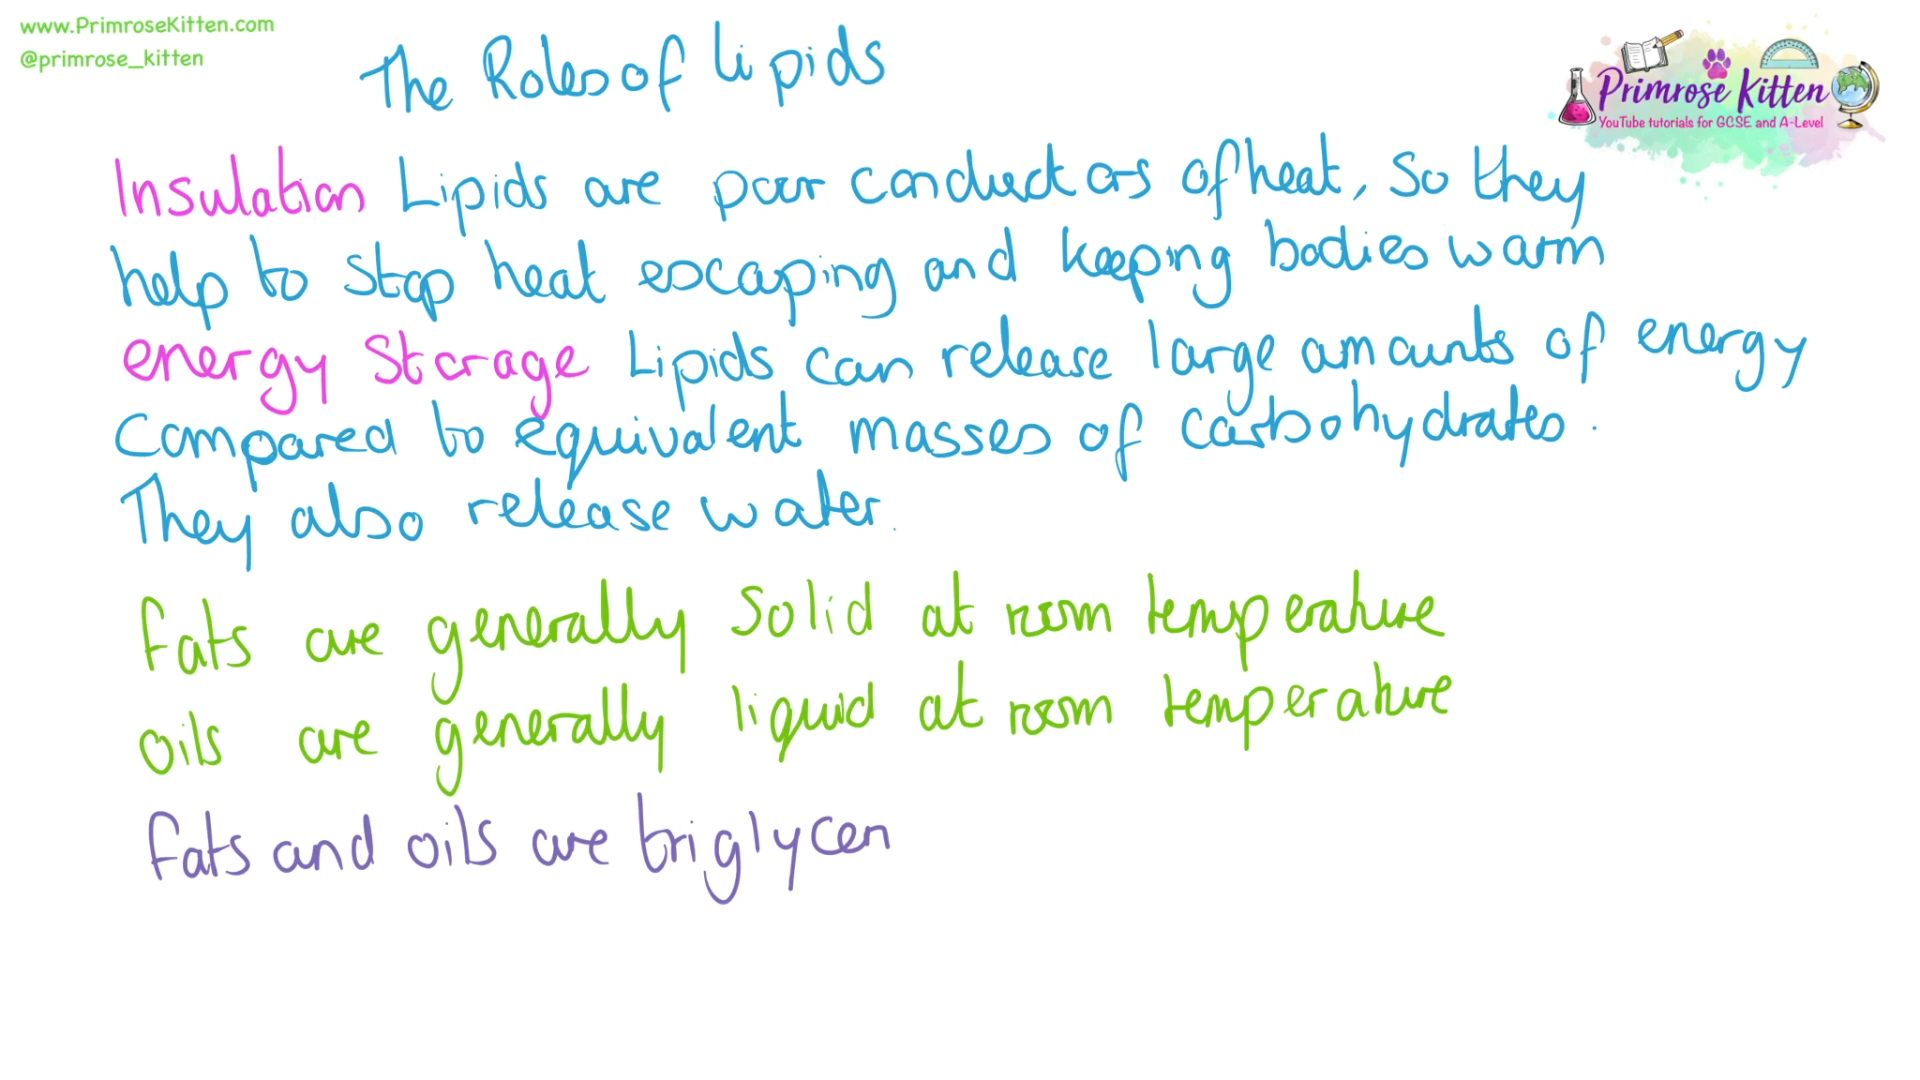 www.PrimroseKitten.com
@primrose_kitten
The Roles of Lipids
Primrose Kitten
YouTube tutorials for GCSE and A-Level
Insulation Lipids are poor conductors of heat, so they
help to stop heat escaping and keeping bodies warm
energy storage Lipids can release large amounts of energy
compared to equivalent masses of carbohydrates.
They also release water.
Fats are generally solid at room temperature
oils are generally liquid at room temperature
Fats and oils are triglyceri